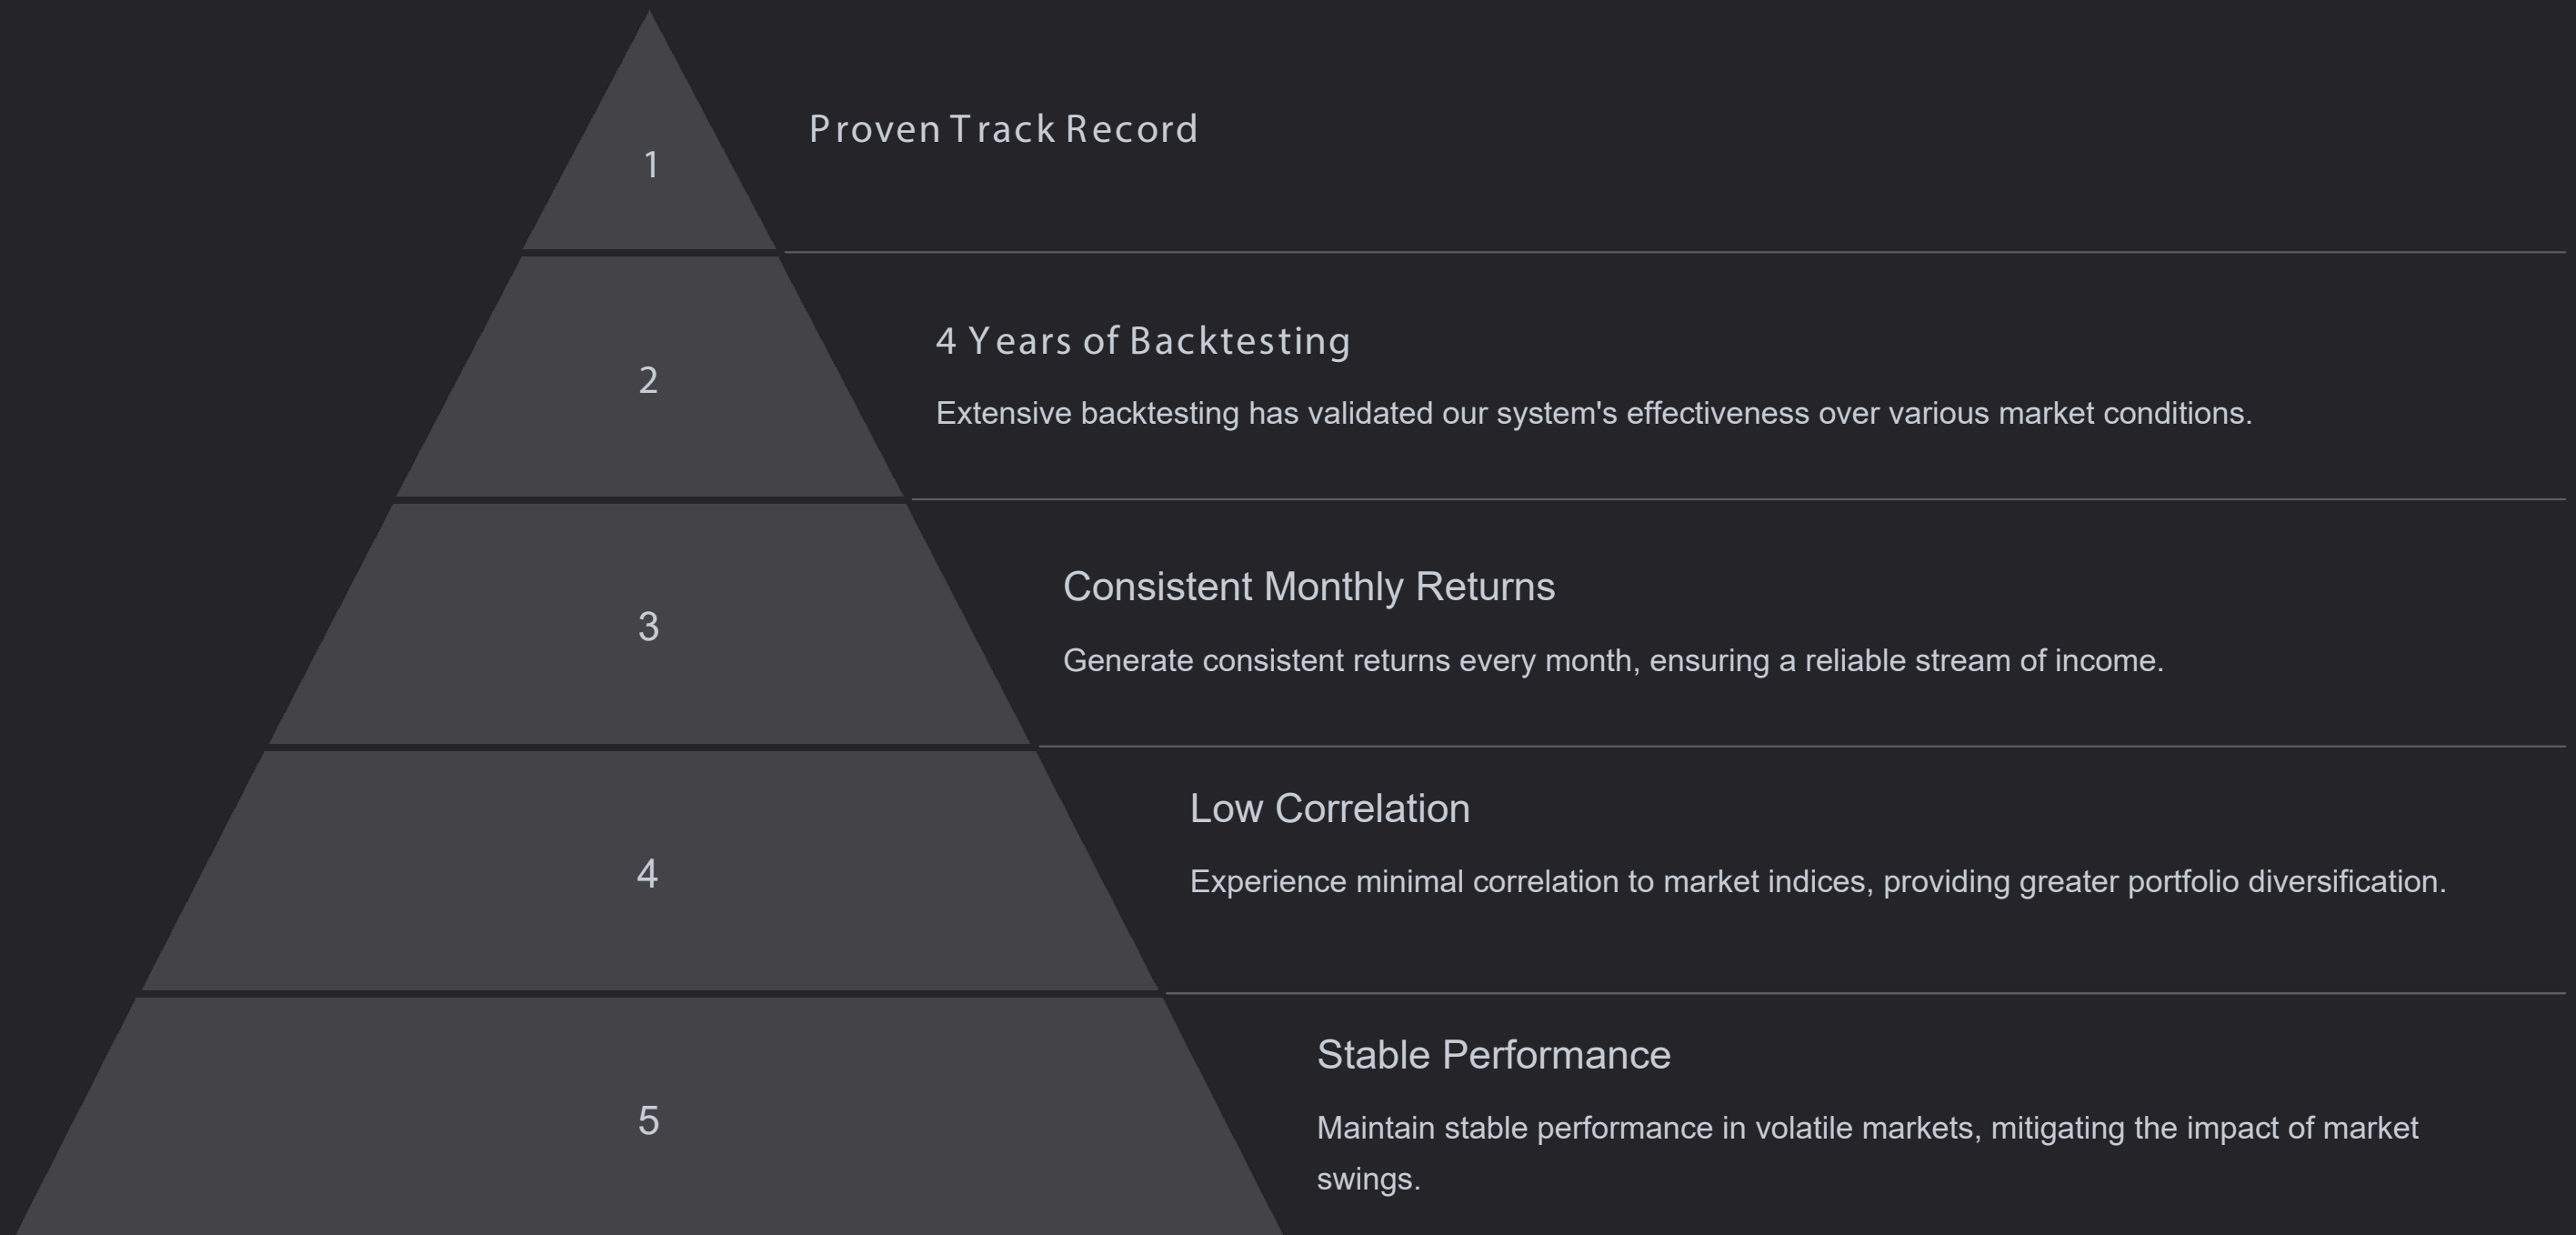 1
Proven Track Record
2
4 Years of Backtesting
Extensive backtesting has validated our system's effectiveness over various market conditions.
3
Consistent Monthly Returns
Generate consistent returns every month, ensuring a reliable stream of income.
4
Low Correlation
Experience minimal correlation to market indices, providing greater portfolio diversification.
5
Stable Performance
Maintain stable performance in volatile markets, mitigating the impact of market
swings.